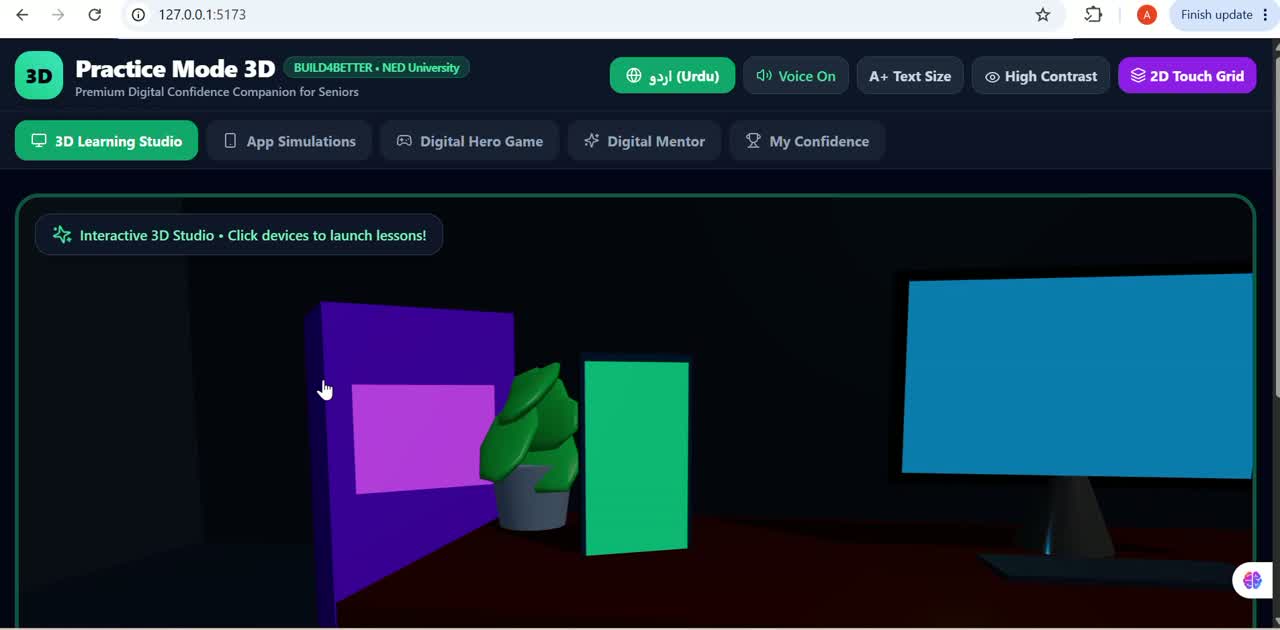 127.0.0.1:5173
A
Finish update
3D
Practice Mode 3D
BUILD4BETTER • NED University
Premium Digital Confidence Companion for Seniors
اردو (Urdu)
Voice On
A+ Text Size
High Contrast
2D Touch Grid
3D Learning Studio
App Simulations
Digital Hero Game
Digital Mentor
My Confidence
Interactive 3D Studio • Click devices to launch lessons!